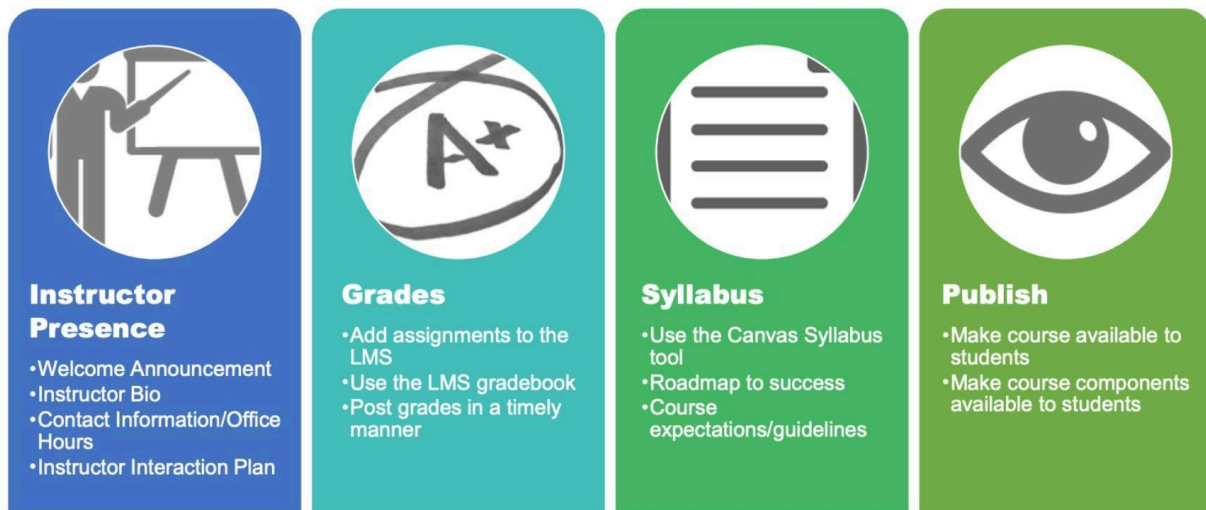 A+
Instructor
Presence
•Welcome Announcement
•Instructor Bio
•Contact Information/Office
Hours
•Instructor Interaction Plan
Grades
•Add assignments to the
LMS
•Use the LMS gradebook
•Post grades in a timely
manner
Syllabus
•Use the Canvas Syllabus
tool
•Roadmap to success
•Course
expectations/guidelines
Publish
•Make course available to
students
•Make course components
available to students